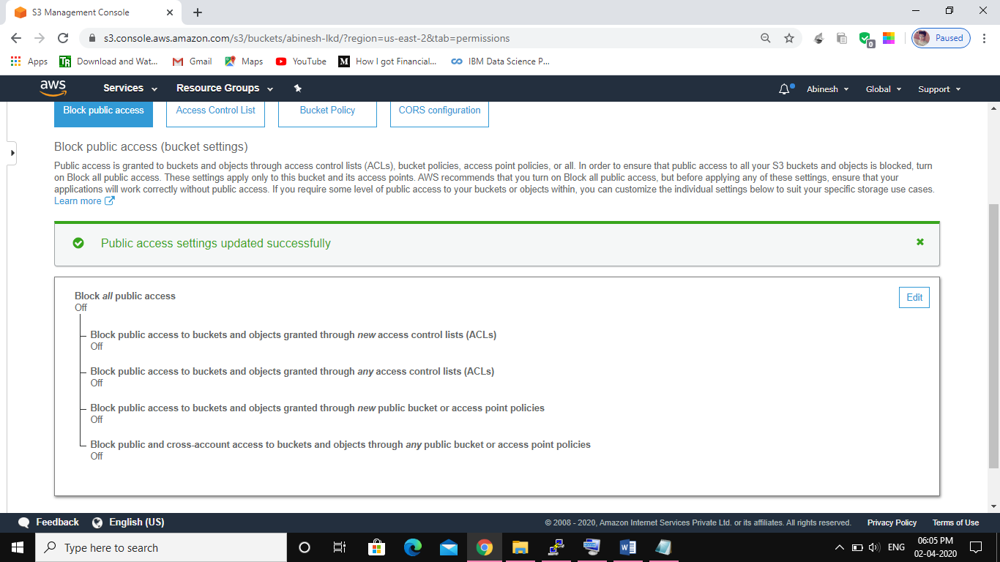 S3 Management Console
s3.console.aws.amazon.com/s3/buckets/abinesh-lkd/?region=us-east-2&tab=permissions
Paused
Apps
TR Download and Wat...
Gmail
Maps
YouTube
M How I got Financial...
IBM Data Science P...
0
aws Services Resource Groups Abinesh Global Support
Block public access Access Control List Bucket Policy CORS configuration
Block public access (bucket settings)
Public access is granted to buckets and objects through access control lists (ACLs), bucket policies, access point policies, or all. In order to ensure that public access to all your S3 buckets and objects is blocked, turn
on Block all public access. These settings apply only to this bucket and its access points. AWS recommends that you turn on Block all public access, but before applying any of these settings, ensure that your
applications will work correctly without public access. If you require some level of public access to your buckets or objects within, you can customize the individual settings below to suit your specific storage use cases.
Learn more
Public access settings updated successfully
Block all public access
Off
Edit
Block public access to buckets and objects granted through new access control lists (ACLs)
Off
Block public access to buckets and objects granted through any access control lists (ACLs)
Off
Block public access to buckets and objects granted through new public bucket or access point policies
Off
Block public and cross-account access to buckets and objects through any public bucket or access point policies
Off
Feedback English (US) © 2008 - 2020, Amazon Internet Services Private Ltd. or its affiliates. All rights reserved. Privacy Policy Terms of Use
Type here to search
ENG
06:05 PM
02-04-2020